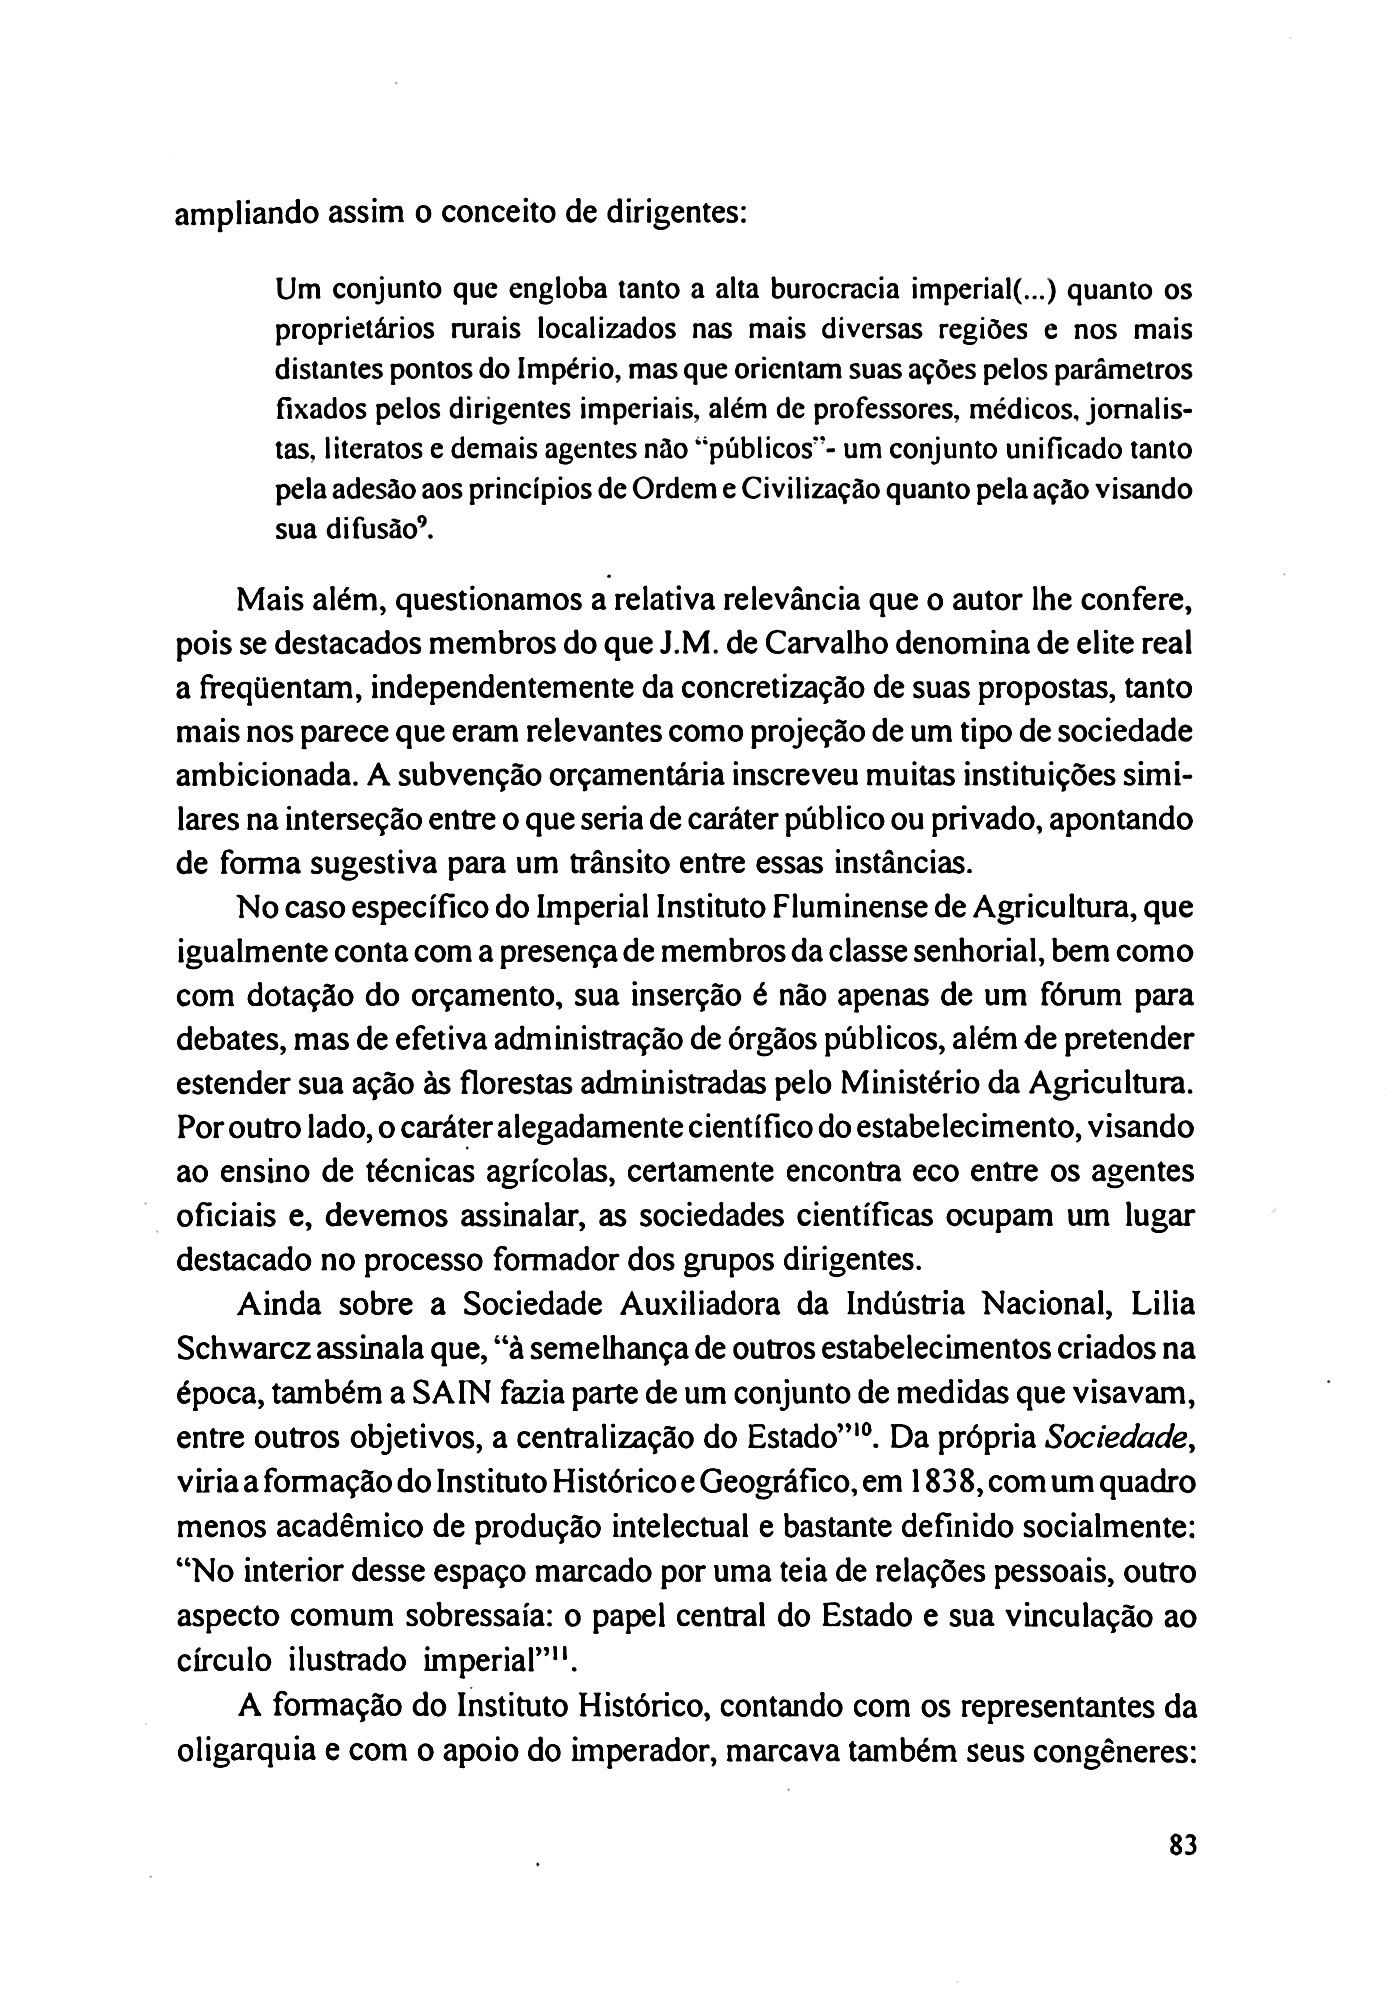 ampliando assim o conceito de dirigentes:
Um conjunto que engloba tanto a alta burocracia imperial(...) quanto os
proprietários rurais localizados nas mais diversas regiões e nos mais
distantes pontos do Império, mas que orientam suas ações pelos parâmetros
fixados pelos dirigentes imperiais, além de professores, médicos, jornalis-
tas, literatos e demais agentes não “públicos”- um conjunto unificado tanto
pela adesão aos princípios de Ordem e Civilização quanto pela ação visando
sua difusão⁹.
Mais além, questionamos a relativa relevância que o autor lhe confere,
pois se destacados membros do que J.M. de Carvalho denomina de elite real
a freqüentam, independentemente da concretização de suas propostas, tanto
mais nos parece que eram relevantes como projeção de um tipo de sociedade
ambicionada. A subvenção orçamentária inscreveu muitas instituições simi-
lares na interseção entre o que seria de caráter público ou privado, apontando
de forma sugestiva para um trânsito entre essas instâncias.
No caso específico do Imperial Instituto Fluminense de Agricultura, que
igualmente conta com a presença de membros da classe senhorial, bem como
com dotação do orçamento, sua inserção é não apenas de um fórum para
debates, mas de efetiva administração de órgãos públicos, além de pretender
estender sua ação às florestas administradas pelo Ministério da Agricultura.
Por outro lado, o caráter alegadamente científico do estabelecimento, visando
ao ensino de técnicas agrícolas, certamente encontra eco entre os agentes
oficiais e, devemos assinalar, as sociedades científicas ocupam um lugar
destacado no processo formador dos grupos dirigentes.
Ainda sobre a Sociedade Auxiliadora da Indústria Nacional, Lilia
Schwarcz assinala que, “à semelhança de outros estabelecimentos criados na
época, também a SAIN fazia parte de um conjunto de medidas que visavam,
entre outros objetivos, a centralização do Estado”¹⁰. Da própria Sociedade,
viria a formação do Instituto Histórico e Geográfico, em 1838, com um quadro
menos acadêmico de produção intelectual e bastante definido socialmente:
“No interior desse espaço marcado por uma teia de relações pessoais, outro
aspecto comum sobressaía: o papel central do Estado e sua vinculação ao
círculo ilustrado imperial”¹¹.
A formação do Instituto Histórico, contando com os representantes da
oligarquia e com o apoio do imperador, marcava também seus congêneres:
83